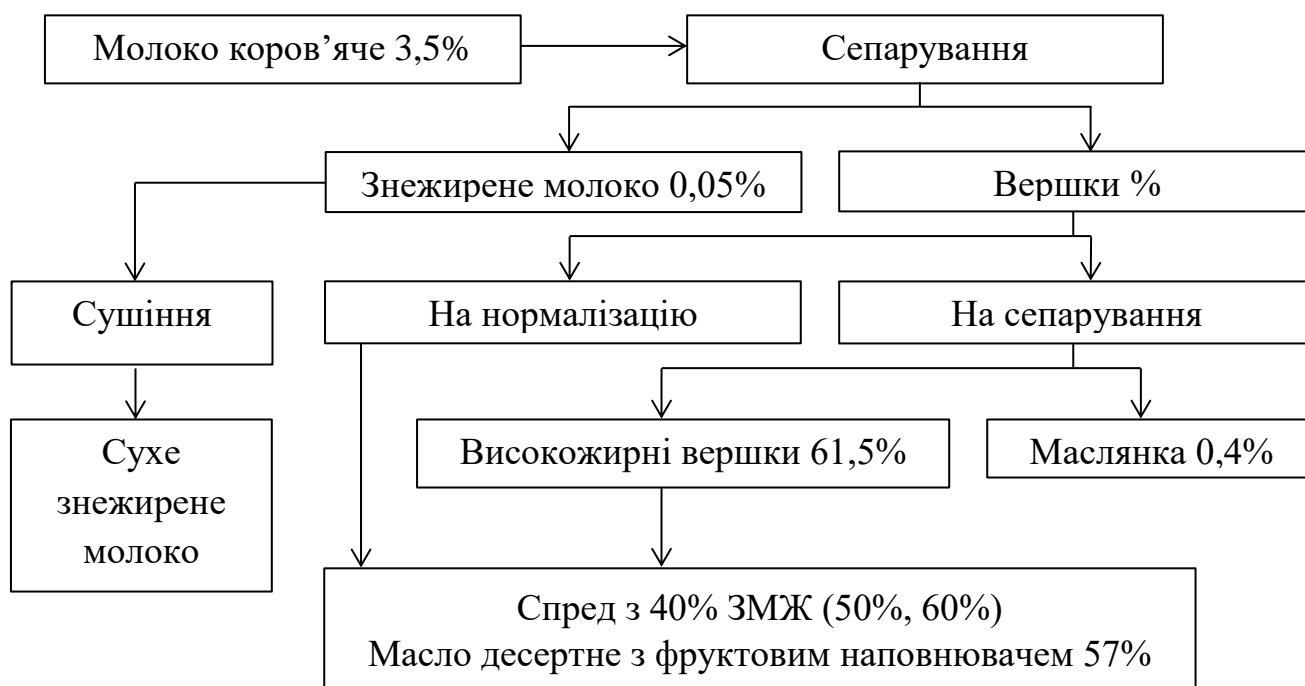 Молоко коров’яче 3,5%
Сепарування
Знежирене молоко 0,05%
Вершки %
Сушіння
На нормалізацію
На сепарування
Високожирні вершки 61,5%
Маслянка 0,4%
Сухе
знежирене
молоко
Спред з 40% ЗМЖ (50%, 60%)
Масло десертне з фруктовим наповнювачем 57%